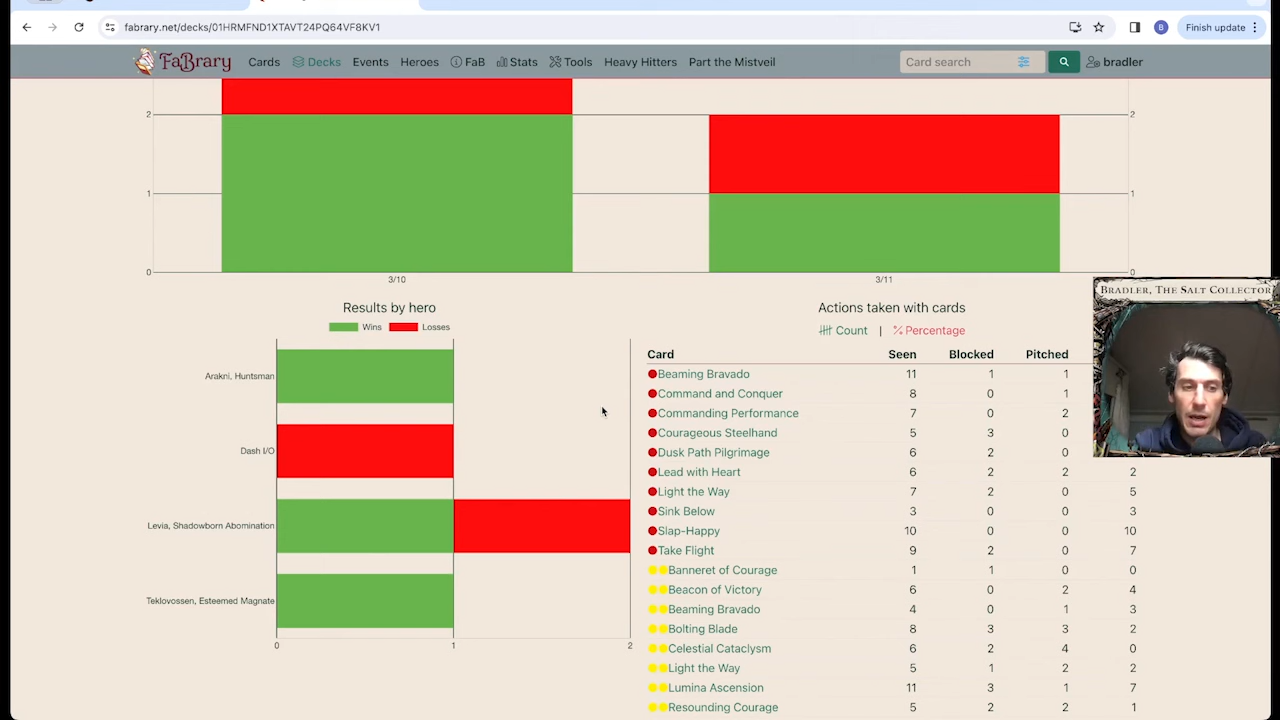 fabrary.net/decks/01HRMFND1XTAVT24PQ64VF8KV1
Finish update
FaBrary Cards Decks Events Heroes FaB Stats Tools Heavy Hitters Part the Mistveil Card search bradler
2 2
1 1
0 0
3/10 3/11
BRADLER, THE SALT COLLECTOR
Results by hero
Wins Losses
Arakni, Huntsman
Dash I/O
Levia, Shadowborn Abomination
Teklovossen, Esteemed Magnate
0 1 2
Actions taken with cards
Count | % Percentage
Card Seen Blocked Pitched
Beaming Bravado 11 1 1
Command and Conquer 8 0 1
Commanding Performance 7 0 2
Courageous Steelhand 5 3 0
Dusk Path Pilgrimage 6 2 0
Lead with Heart 6 2 2 2
Light the Way 7 2 0 5
Sink Below 3 0 0 3
Slap-Happy 10 0 0 10
Take Flight 9 2 0 7
Banneret of Courage 1 1 0 0
Beacon of Victory 6 0 2 4
Beaming Bravado 4 0 1 3
Bolting Blade 8 3 3 2
Celestial Cataclysm 6 2 4 0
Light the Way 5 1 2 2
Lumina Ascension 11 3 1 7
Resounding Courage 5 2 2 1